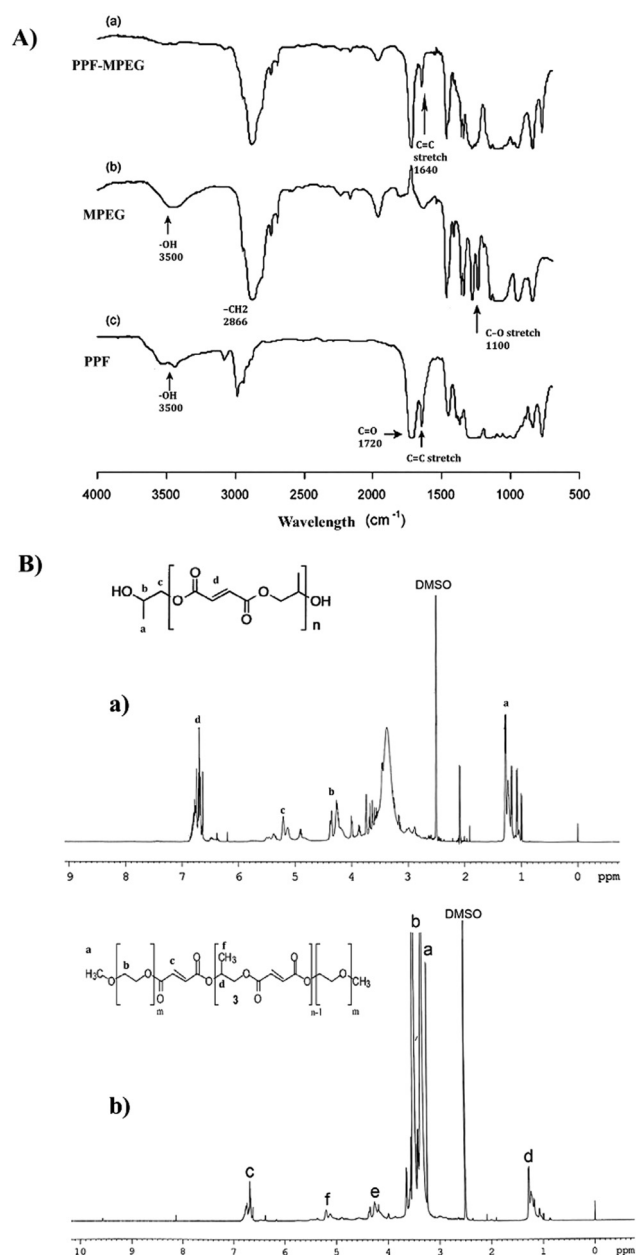 A)
(a)
PPF-MPEG
C=C
stretch
1640
(b)
MPEG
-OH
3500
–CH2
2866
C–O stretch
1100
(c)
PPF
-OH
3500
C=O
1720
C=C stretch
4000 3500 3000 2500 2000 1500 1000 500
Wavelength (cm-1)
B)
HO b c O O d O O OH n
a
a)
DMSO
d
c
b
a
9 8 7 6 5 4 3 2 1 0 ppm
a
H3C O b O m c O O O f CH3 d 3 O O O n-1 O m CH3
b)
b
a
DMSO
c
f
e
d
10 9 8 7 6 5 4 3 2 1 0 ppm